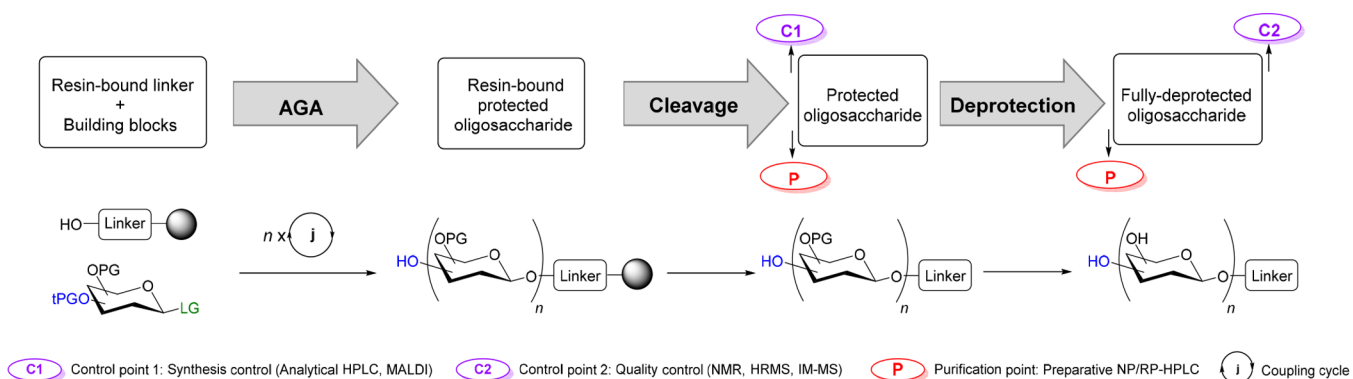 C1
C2
Resin-bound linker
+
Building blocks
AGA
Resin-bound
protected
oligosaccharide
Cleavage
Protected
oligosaccharide
Deprotection
Fully-deprotected
oligosaccharide
P
P
HO
Linker
n x
j
OPG
tPGO
O
LG
OPG
HO
O
O
Linker
n
OPG
HO
O
O
Linker
n
OH
HO
O
O
Linker
n
C1 Control point 1: Synthesis control (Analytical HPLC, MALDI) C2 Control point 2: Quality control (NMR, HRMS, IM-MS) P Purification point: Preparative NP/RP-HPLC j Coupling cycle